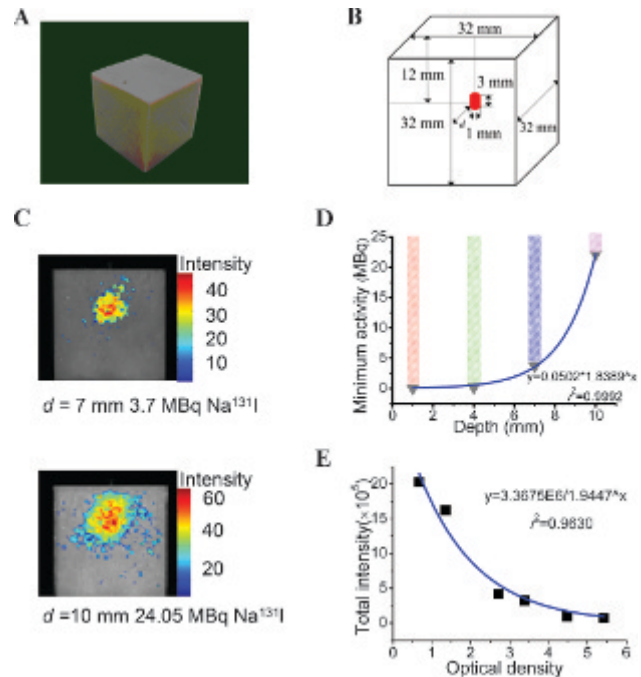 A
B
32 mm
12 mm
3 mm
32 mm
d
1 mm
32 mm
C
Intensity
40
30
20
10
d = 7 mm 3.7 MBq Na¹³¹I
Intensity
60
40
20
d =10 mm 24.05 MBq Na¹³¹I
D
Minimum activity (MBq)
25
20
15
10
5
0
y=0.0502*1.8389^x
r²=0.9992
0 2 4 6 8 10
Depth (mm)
E
Total intensity(×10⁵)
20
15
10
5
0
y=3.3675E6/1.9447^x
r²=0.9630
0 1 2 3 4 5 6
Optical density